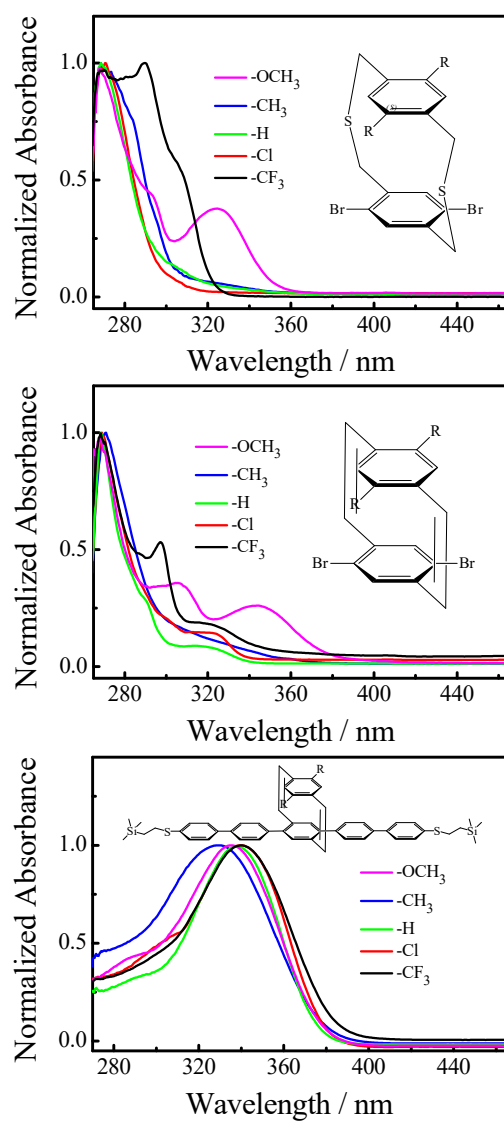 1.0
0.5
0.0
280 320 360 400 440
Wavelength / nm
Normalized Absorbance
-OCH3
-CH3
-H
-Cl
-CF3
R
(S)
S
R
S
Br
Br
1.0
0.5
0.0
280 320 360 400 440
Wavelength / nm
Normalized Absorbance
-OCH3
-CH3
-H
-Cl
-CF3
R
R
Br
Br
1.0
0.5
0.0
280 320 360 400 440
Wavelength / nm
Normalized Absorbance
R
R
Si
S
S
Si
-OCH3
-CH3
-H
-Cl
-CF3